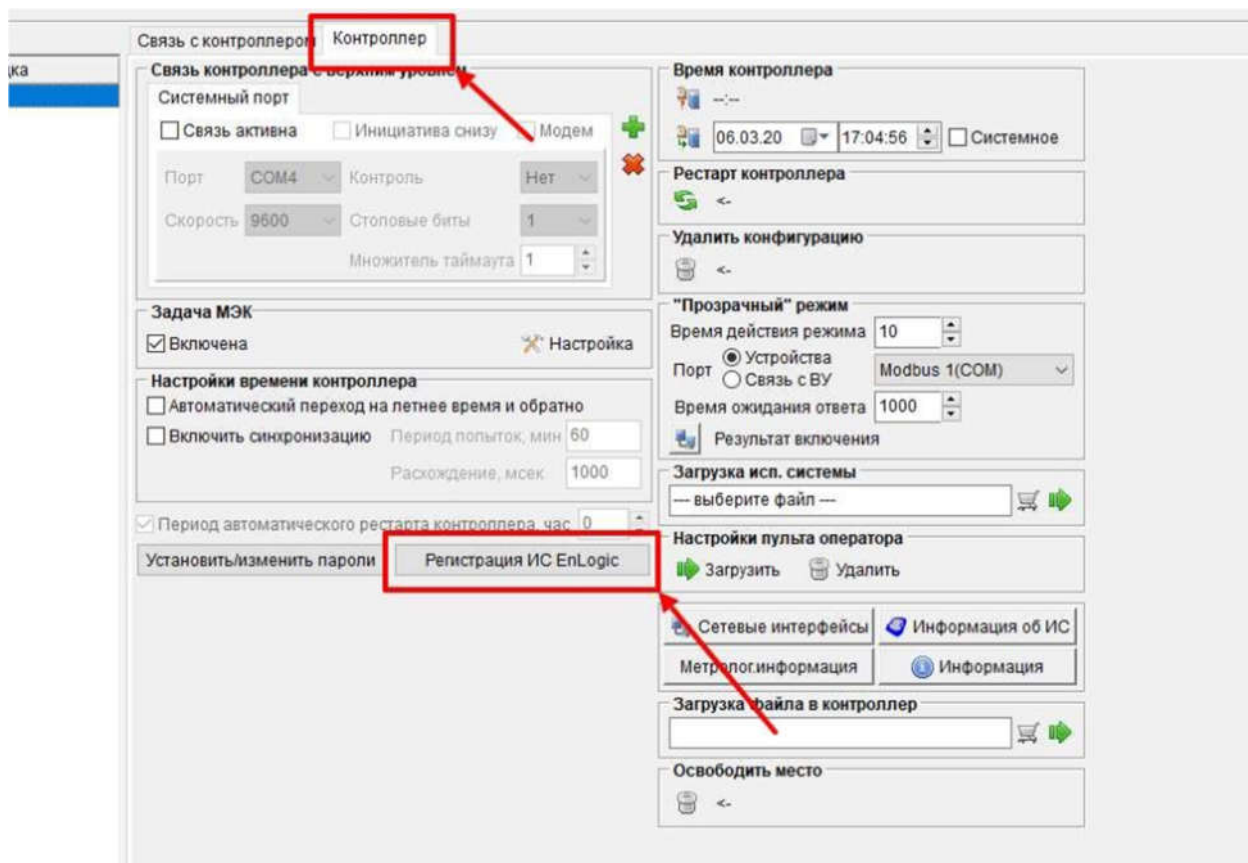 Связь с контроллером
Контроллер
ка
Связь контроллера с верхним уровнем
Системный порт
Связь активна
Инициатива снизу
Модем
Порт
COM4
Контроль
Нет
Скорость
9600
Стоповые биты
1
Множитель таймаута
1
Задача МЭК
Включена
Настройка
Настройки времени контроллера
Автоматический переход на летнее время и обратно
Включить синхронизацию
Период попыток, мин
60
Расхождение, мсек
1000
Период автоматического рестарта контроллера, час
0
Установить/изменить пароли
Регистрация ИС EnLogic
Время контроллера
--:--
06.03.20
17:04:56
Системное
Рестарт контроллера
<-
Удалить конфигурацию
<-
"Прозрачный" режим
Время действия режима
10
Порт
Устройства
Связь с ВУ
Modbus 1(COM)
Время ожидания ответа
1000
Результат включения
Загрузка исп. системы
--- выберите файл ---
Настройки пульта оператора
Загрузить
Удалить
Сетевые интерфейсы
Информация об ИС
Метролог.информация
Информация
Загрузка файла в контроллер
Освободить место
<-